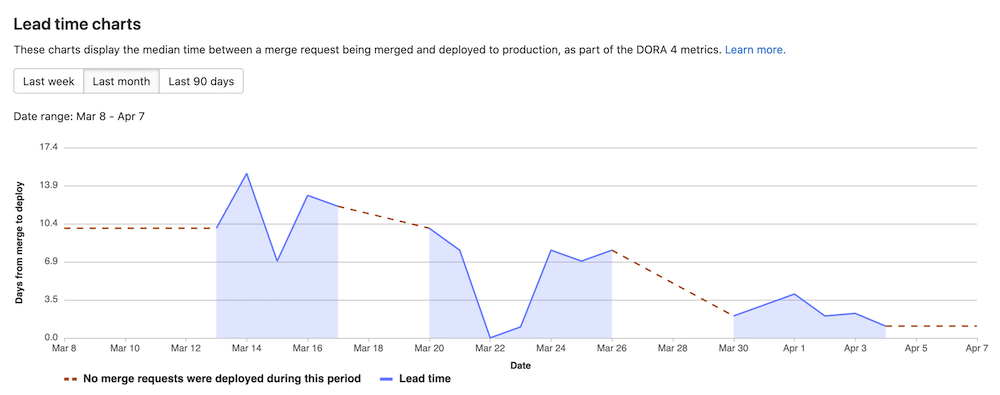 Lead time charts
These charts display the median time between a merge request being merged and deployed to production, as part of the DORA 4 metrics. Learn more.
Last week Last month Last 90 days
Date range: Mar 8 - Apr 7
Days from merge to deploy
17.4
13.9
10.4
6.9
3.5
0.0
Mar 8 Mar 10 Mar 12 Mar 14 Mar 16 Mar 18 Mar 20 Mar 22 Mar 24 Mar 26 Mar 28 Mar 30 Apr 1 Apr 3 Apr 5 Apr 7
Date
No merge requests were deployed during this period Lead time